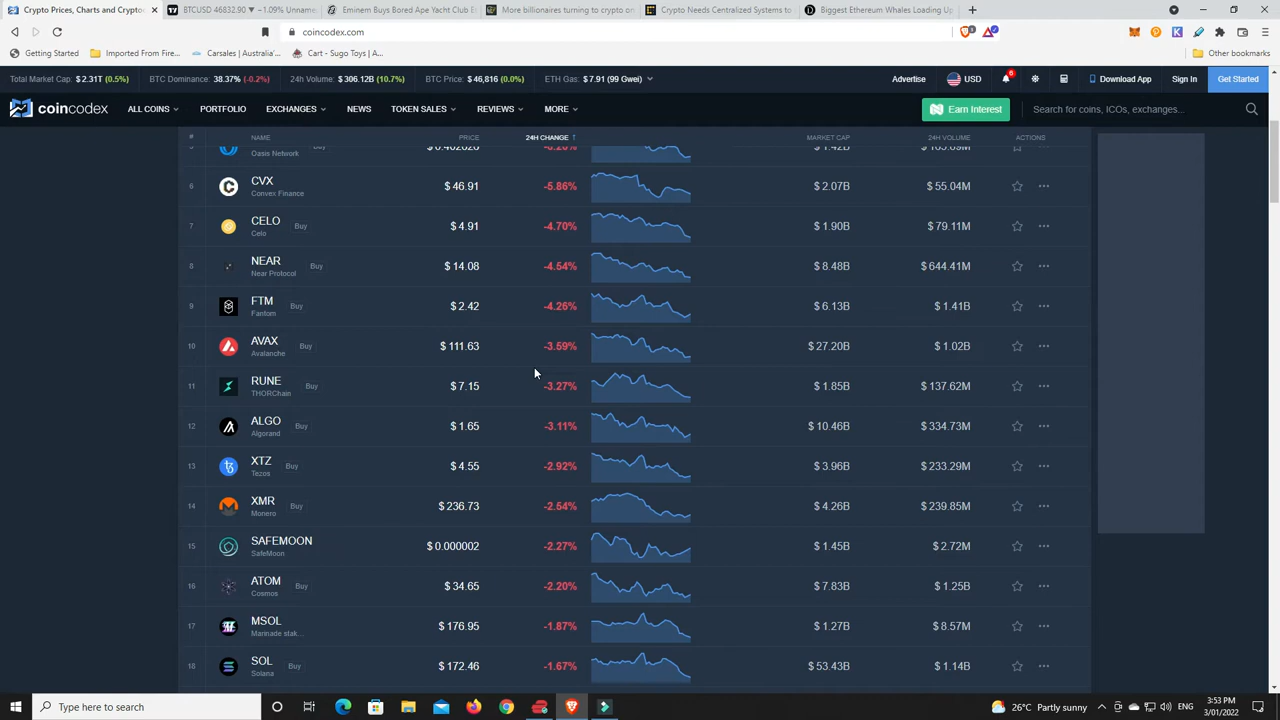 Crypto Prices, Charts and Cryptoc
BTCUSD 46832.90 ▼ −1.09% Unname
Eminem Buys Bored Ape Yacht Club E
More billionaires turning to crypto on
Crypto Needs Centralized Systems to
Biggest Ethereum Whales Loading Up
coincodex.com
Getting Started
Imported From Fire...
Carsales | Australia'...
Cart - Sugo Toys | A...
Other bookmarks
Total Market Cap: $ 2.31T (0.5%) BTC Dominance: 38.37% (-0.2%) 24h Volume: $ 306.12B (10.7%) BTC Price: $ 46,816 (0.0%) ETH Gas: $ 7.91 (99 Gwei) Advertise USD 6 Download App Sign In Get Started
coincodex ALL COINS PORTFOLIO EXCHANGES NEWS TOKEN SALES REVIEWS MORE Earn Interest Search for coins, ICOs, exchanges...
# NAME PRICE 24H CHANGE ↑ MARKET CAP 24H VOLUME ACTIONS
Oasis Network
6 CVX $ 46.91 -5.86% $ 2.07B $ 55.04M
Convex Finance
7 CELO Buy $ 4.91 -4.70% $ 1.90B $ 79.11M
Celo
8 NEAR Buy $ 14.08 -4.54% $ 8.48B $ 644.41M
Near Protocol
9 FTM Buy $ 2.42 -4.26% $ 6.13B $ 1.41B
Fantom
10 AVAX Buy $ 111.63 -3.59% $ 27.20B $ 1.02B
Avalanche
11 RUNE Buy $ 7.15 -3.27% $ 1.85B $ 137.62M
THORChain
12 ALGO Buy $ 1.65 -3.11% $ 10.46B $ 334.73M
Algorand
13 XTZ Buy $ 4.55 -2.92% $ 3.96B $ 233.29M
Tezos
14 XMR Buy $ 236.73 -2.54% $ 4.26B $ 239.85M
Monero
15 SAFEMOON $ 0.000002 -2.27% $ 1.45B $ 2.72M
SafeMoon
16 ATOM Buy $ 34.65 -2.20% $ 7.83B $ 1.25B
Cosmos
17 MSOL $ 176.95 -1.87% $ 1.27B $ 8.57M
Marinade stak...
18 SOL Buy $ 172.46 -1.67% $ 53.43B $ 1.14B
Solana
Type here to search
26°C Partly sunny
3:53 PM
3/01/2022